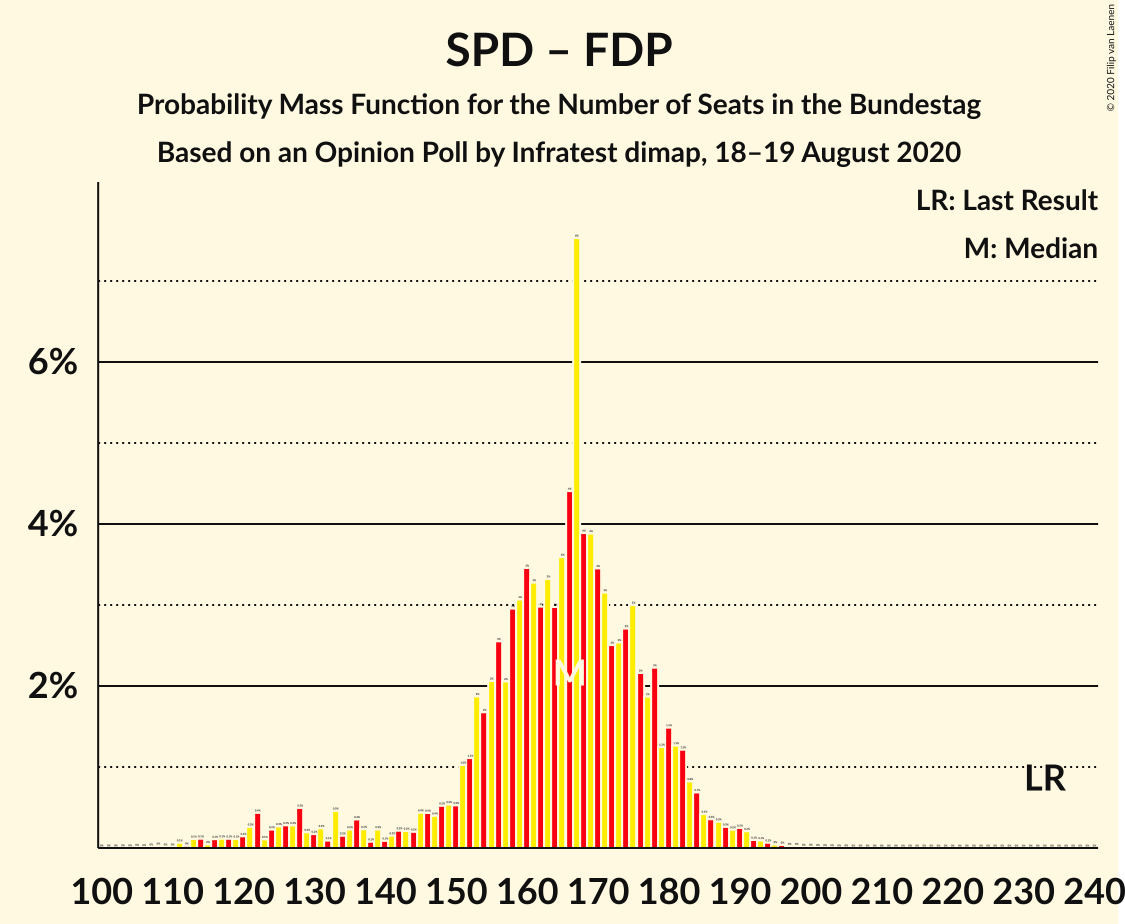 SPD – FDP
Probability Mass Function for the Number of Seats in the Bundestag
Based on an Opinion Poll by Infratest dimap, 18–19 August 2020
© 2020 Filip van Laenen
LR: Last Result
M: Median
6%
4%
2%
M
LR
100 110 120 130 140 150 160 170 180 190 200 210 220 230 240